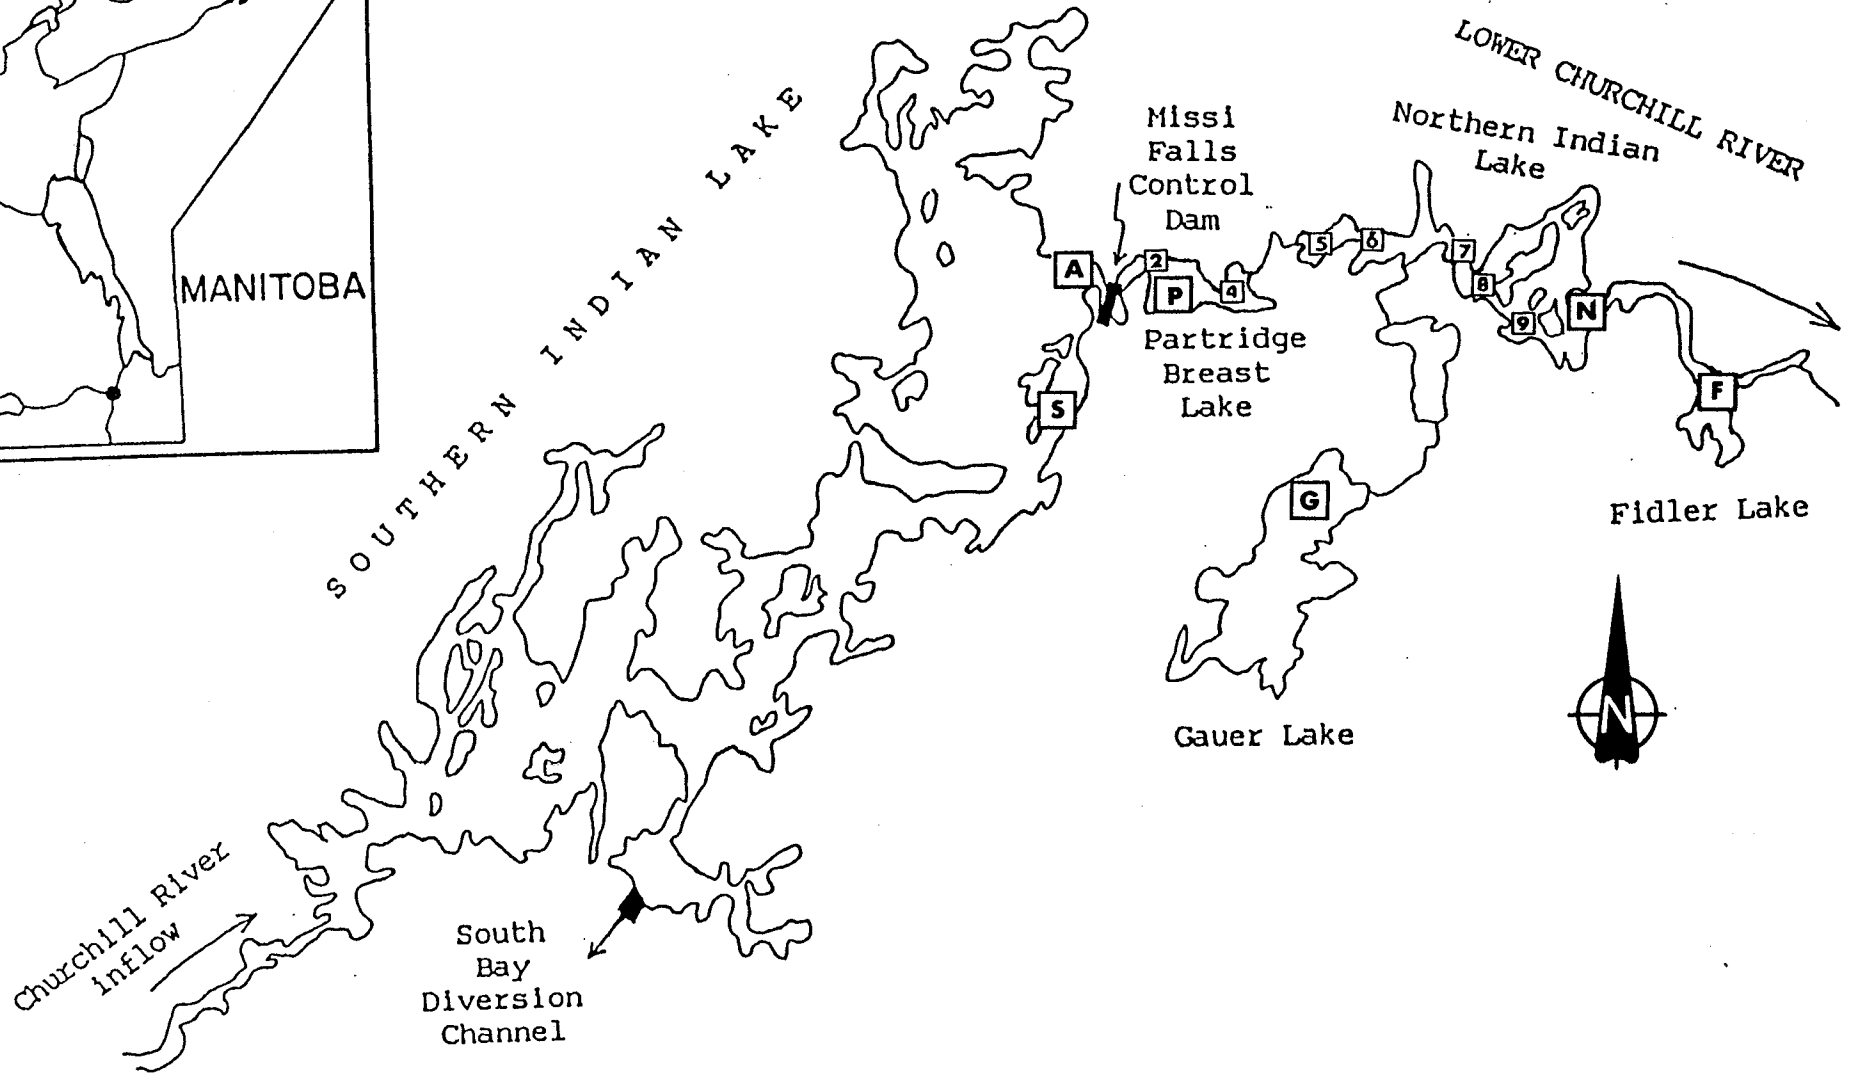 LOWER CHURCHILL RIVER
Northern Indian
Lake
Missi
Falls
Control
Dam
SOUTHERN INDIAN LAKE
MANITOBA
A
2
P
4
5
6
7
8
9
N
F
S
G
Partridge
Breast
Lake
Fidler Lake
Gauer Lake
N
Churchill River
inflow
South
Bay
Diversion
Channel